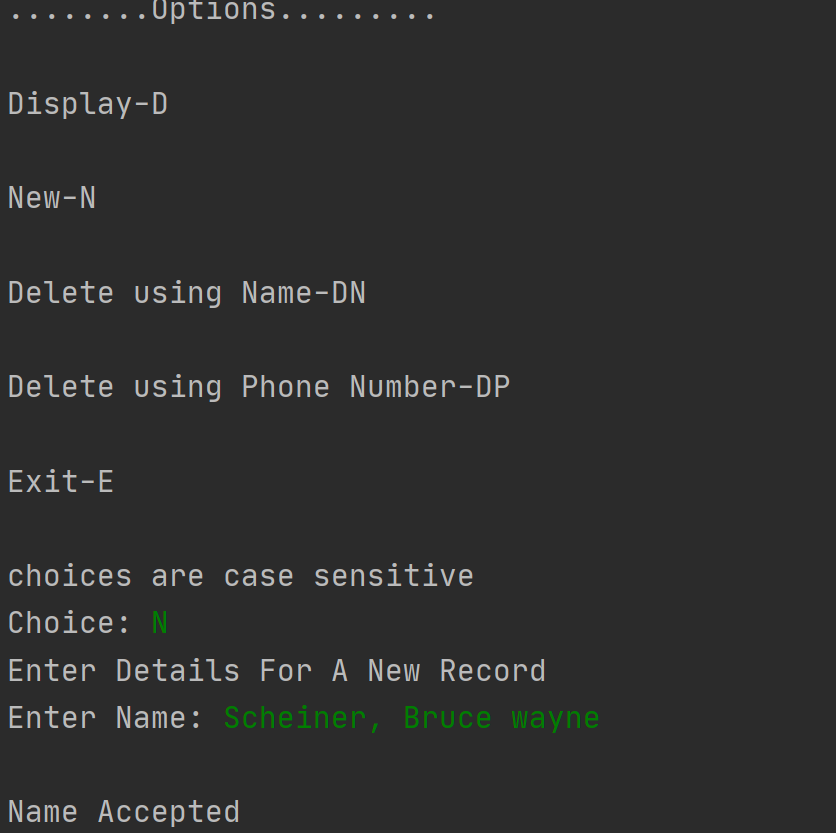 ........Options.........
Display-D
New-N
Delete using Name-DN
Delete using Phone Number-DP
Exit-E
choices are case sensitive
Choice: N
Enter Details For A New Record
Enter Name: Scheiner, Bruce wayne
Name Accepted